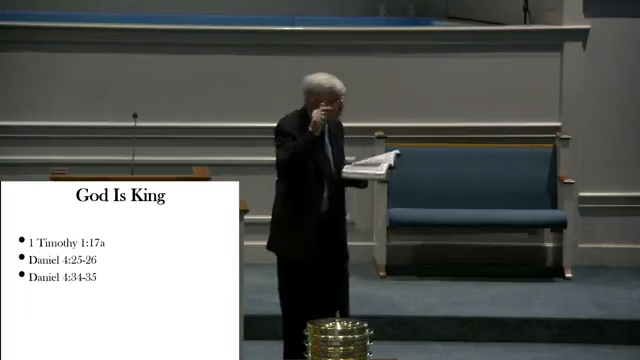 God Is King
• 1 Timothy 1:17a
• Daniel 4:25-26
• Daniel 4:34-35